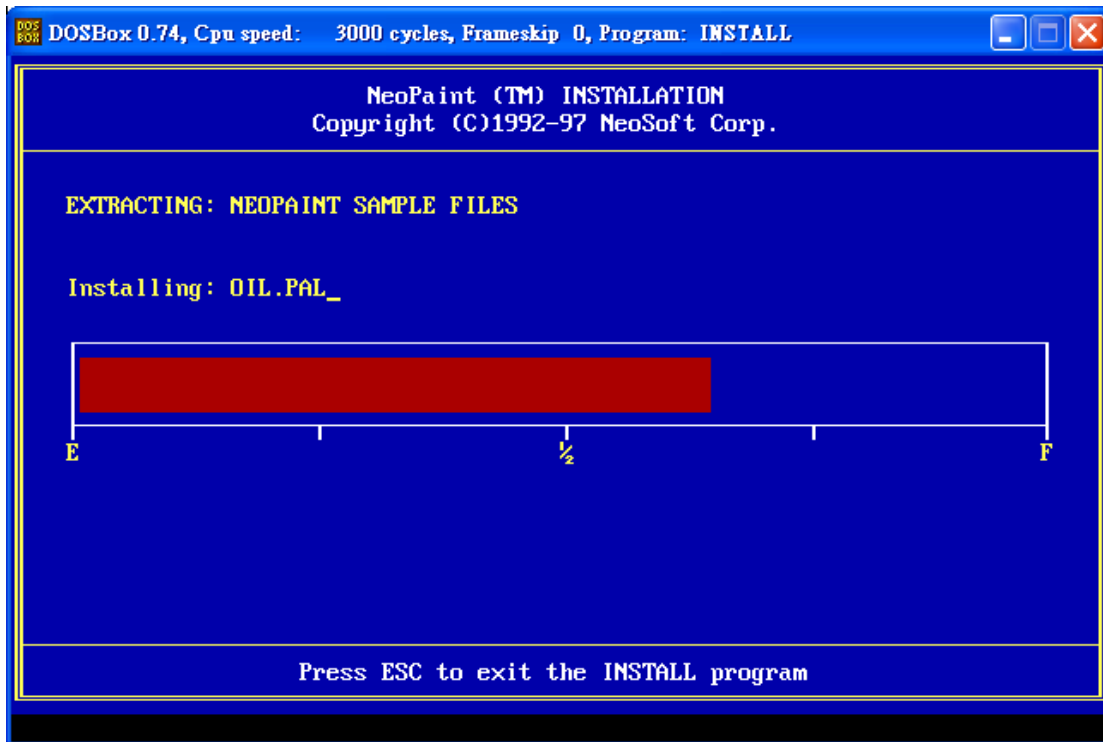 DOSBox 0.74, Cpu speed: 3000 cycles, Frameskip 0, Program: INSTALL
NeoPaint (TM) INSTALLATION
Copyright (C)1992-97 NeoSoft Corp.
EXTRACTING: NEOPAINT SAMPLE FILES
Installing: OIL.PAL_
E ½ F
Press ESC to exit the INSTALL program